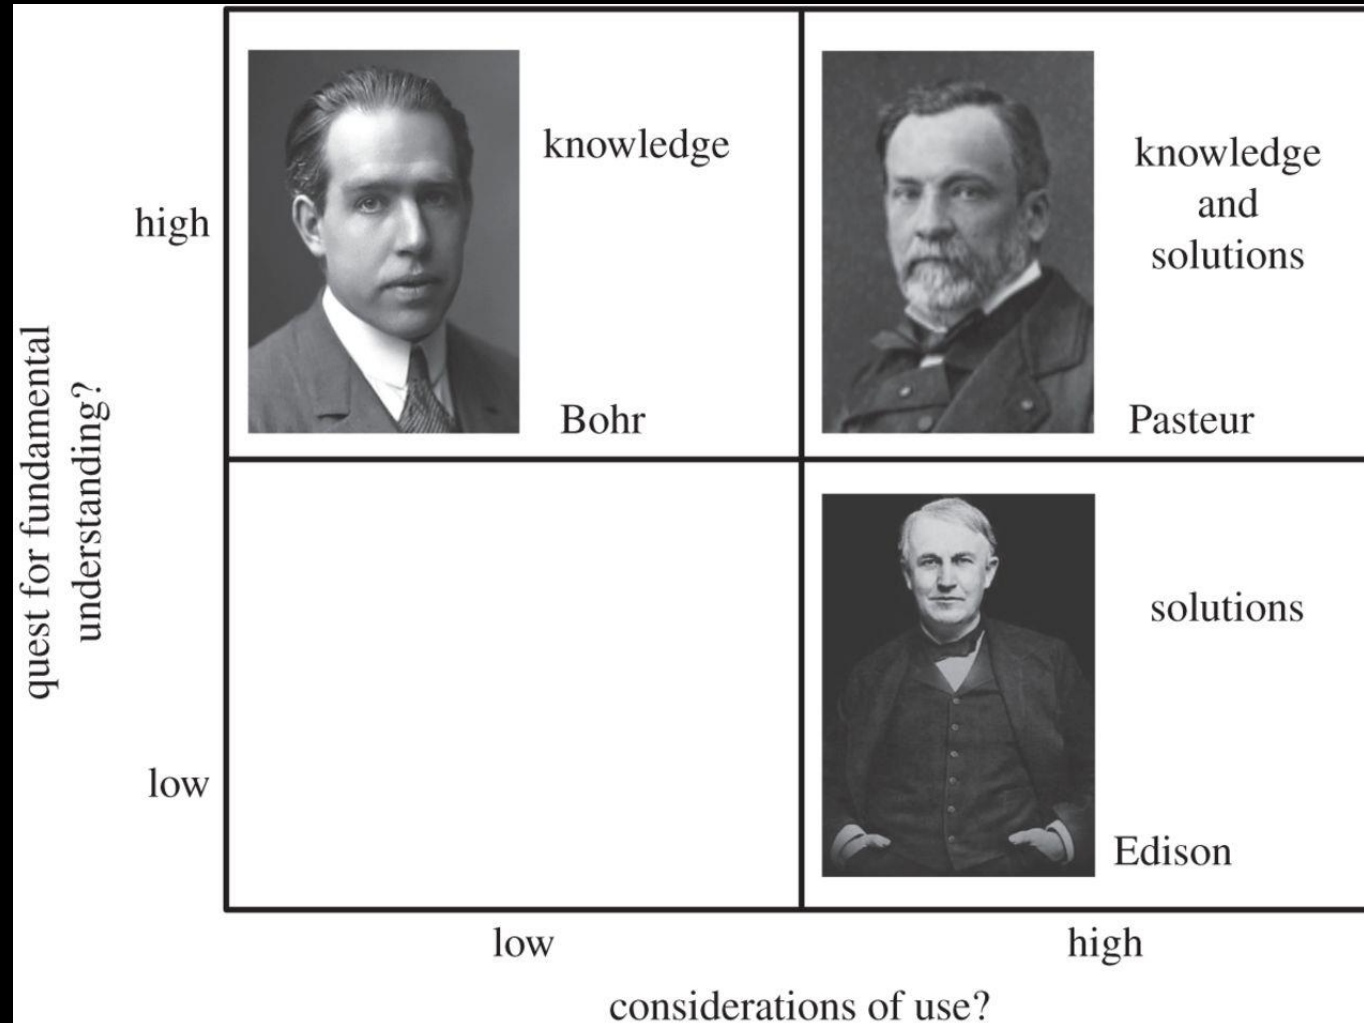 knowledge
knowledge
and
solutions
high
Bohr
Pasteur
quest for fundamental
understanding?
solutions
low
Edison
low
high
considerations of use?